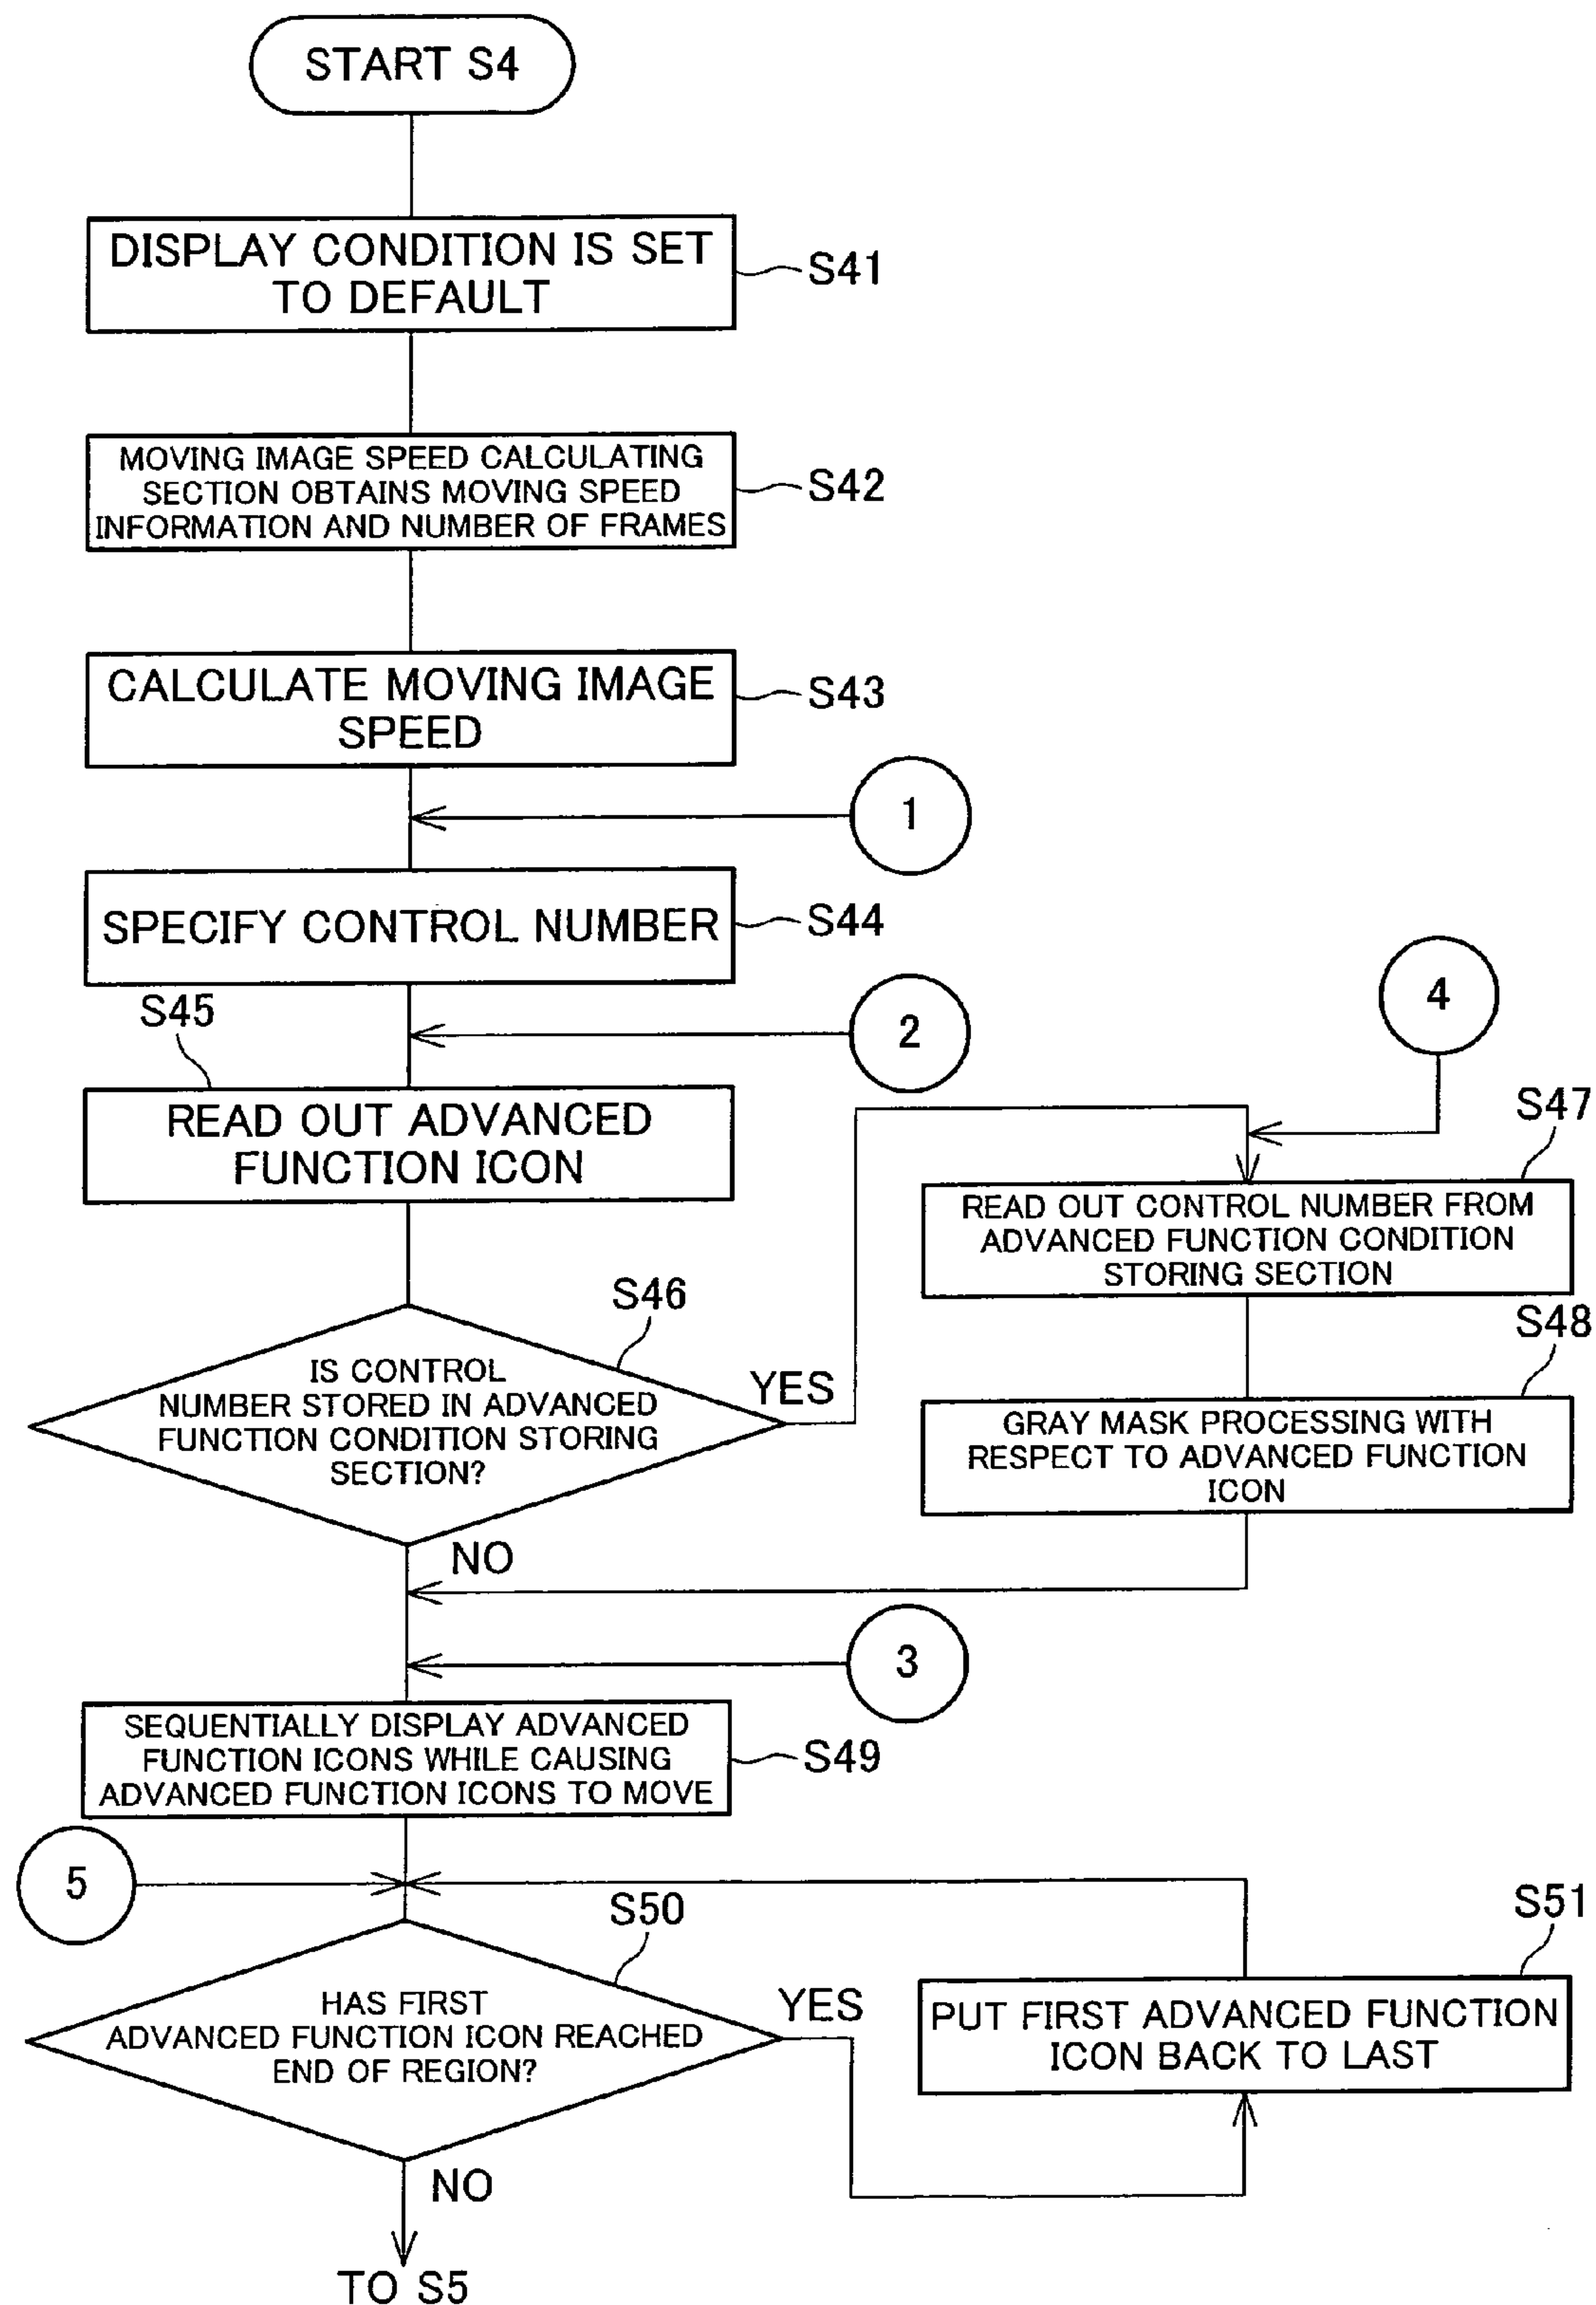 START S4
DISPLAY CONDITION IS SET
TO DEFAULT
S41
MOVING IMAGE SPEED CALCULATING
SECTION OBTAINS MOVING SPEED
INFORMATION AND NUMBER OF FRAMES
S42
CALCULATE MOVING IMAGE
SPEED
S43
1
SPECIFY CONTROL NUMBER
S44
S45
2
4
READ OUT ADVANCED
FUNCTION ICON
S47
READ OUT CONTROL NUMBER FROM
ADVANCED FUNCTION CONDITION
STORING SECTION
S46
IS CONTROL
NUMBER STORED IN ADVANCED
FUNCTION CONDITION STORING
SECTION?
YES
S48
GRAY MASK PROCESSING WITH
RESPECT TO ADVANCED FUNCTION
ICON
NO
3
SEQUENTIALLY DISPLAY ADVANCED
FUNCTION ICONS WHILE CAUSING
ADVANCED FUNCTION ICONS TO MOVE
S49
5
S50
HAS FIRST
ADVANCED FUNCTION ICON REACHED
END OF REGION?
YES
S51
PUT FIRST ADVANCED FUNCTION
ICON BACK TO LAST
NO
TO S5